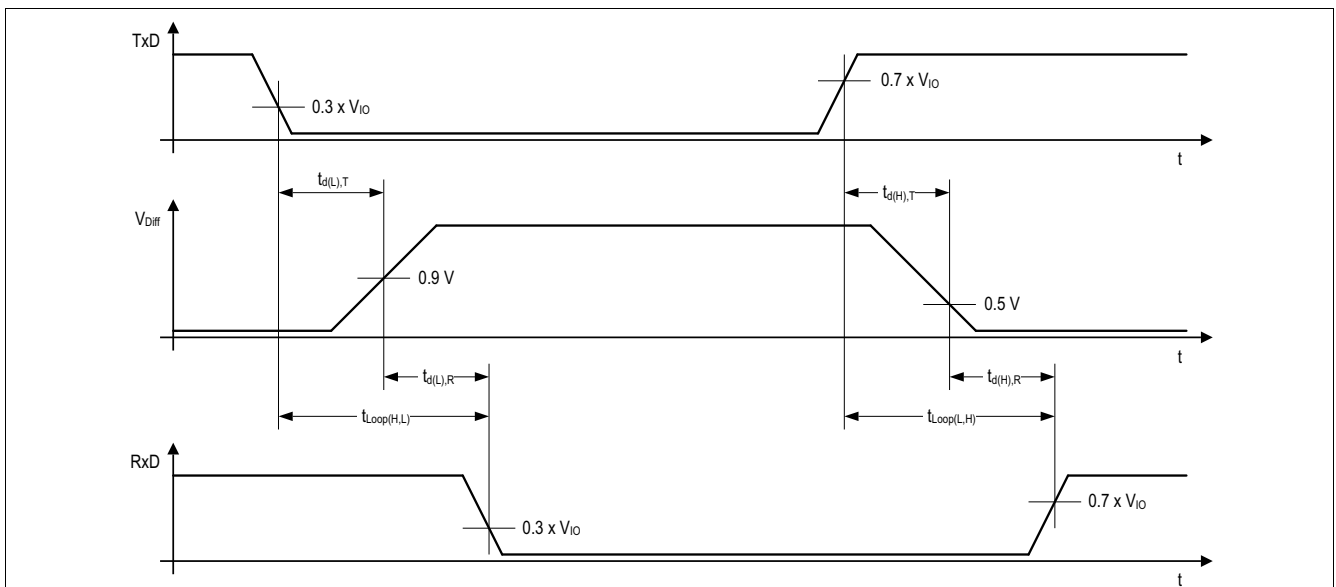 TxD
0.3 x VIO
0.7 x VIO
t
td(L),T
td(H),T
VDiff
0.9 V
0.5 V
t
td(L),R
td(H),R
tLoop(H,L)
tLoop(L,H)
RxD
0.3 x VIO
0.7 x VIO
t